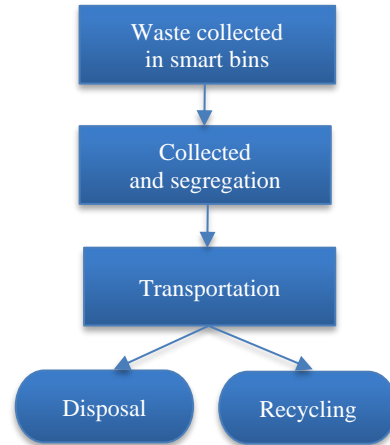 Waste collected
in smart bins
Collected
and segregation
Transportation
Disposal
Recycling